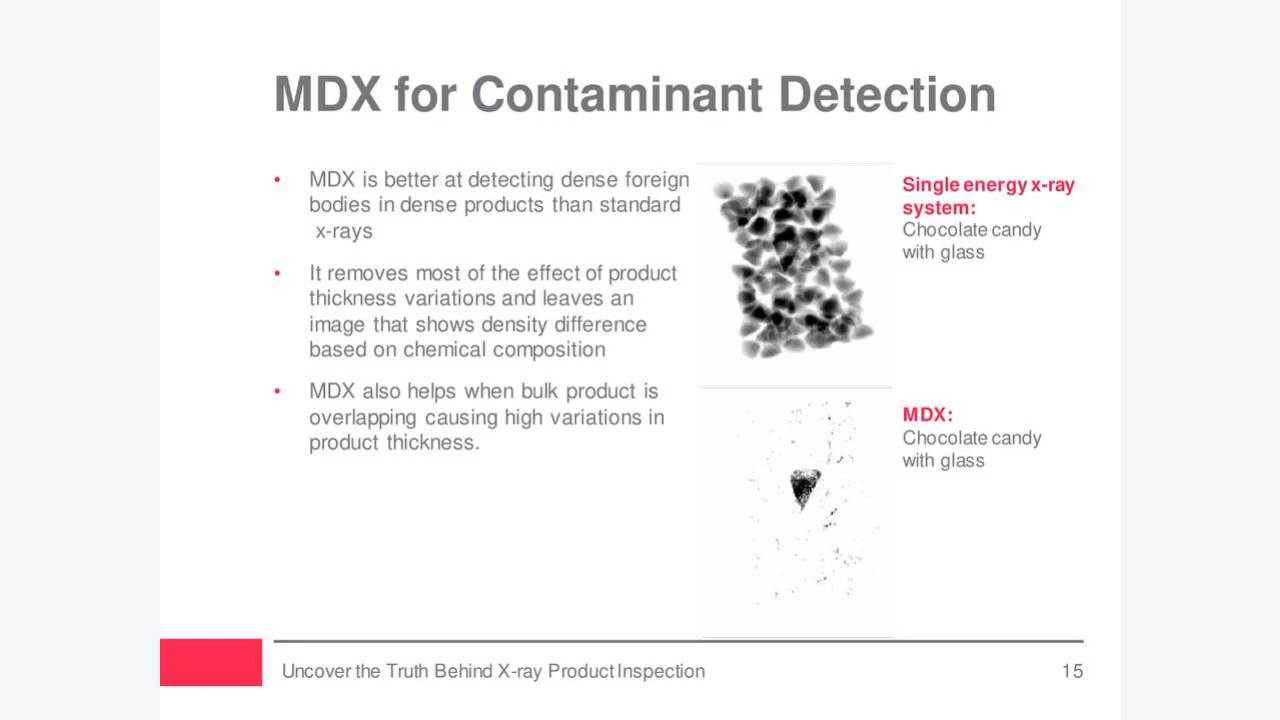 MDX for Contaminant Detection
• MDX is better at detecting dense foreign
bodies in dense products than standard
x-rays
• It removes most of the effect of product
thickness variations and leaves an
image that shows density difference
based on chemical composition
• MDX also helps when bulk product is
overlapping causing high variations in
product thickness.
Single energy x-ray
system:
Chocolate candy
with glass
MDX:
Chocolate candy
with glass
Uncover the Truth Behind X-ray Product Inspection
15